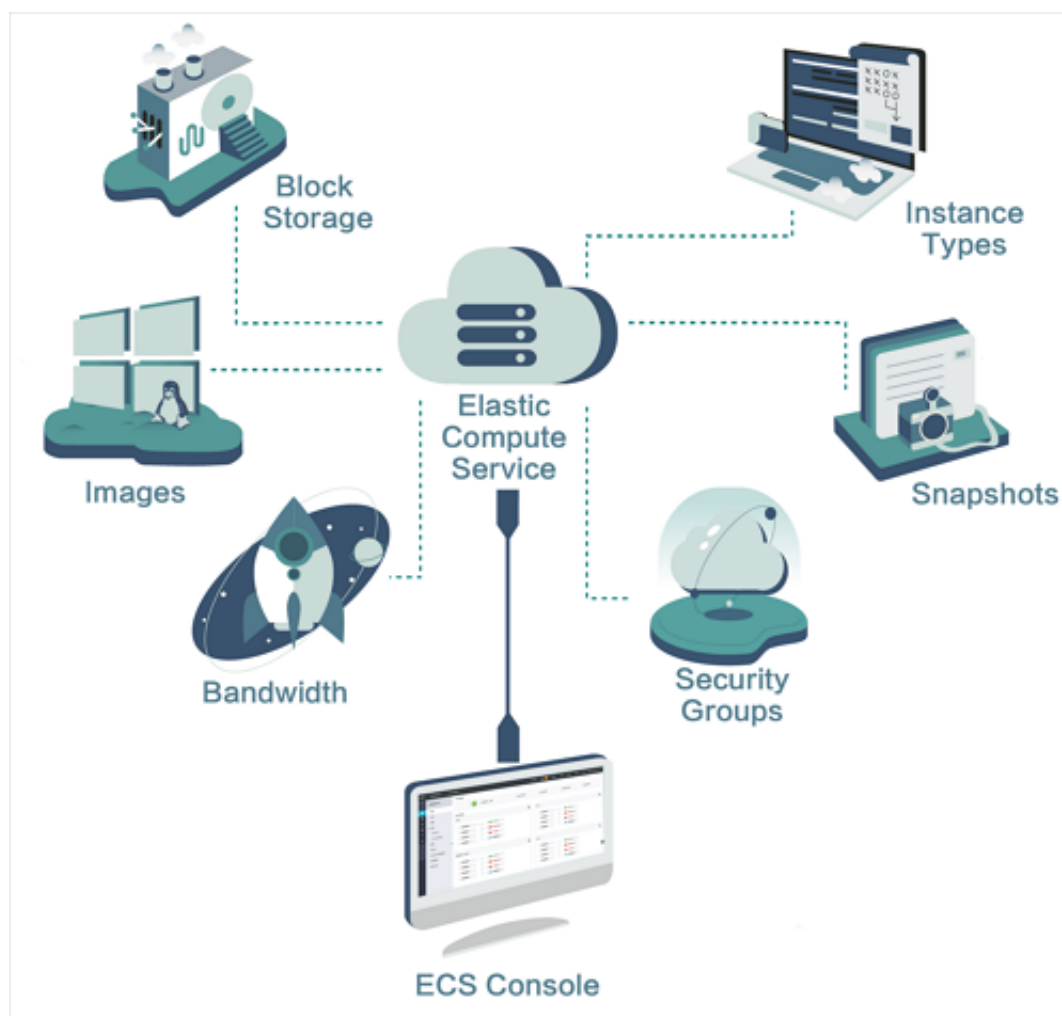 Block
Storage
Instance
Types
Images
Elastic
Compute
Service
Snapshots
Bandwidth
Security
Groups
ECS Console